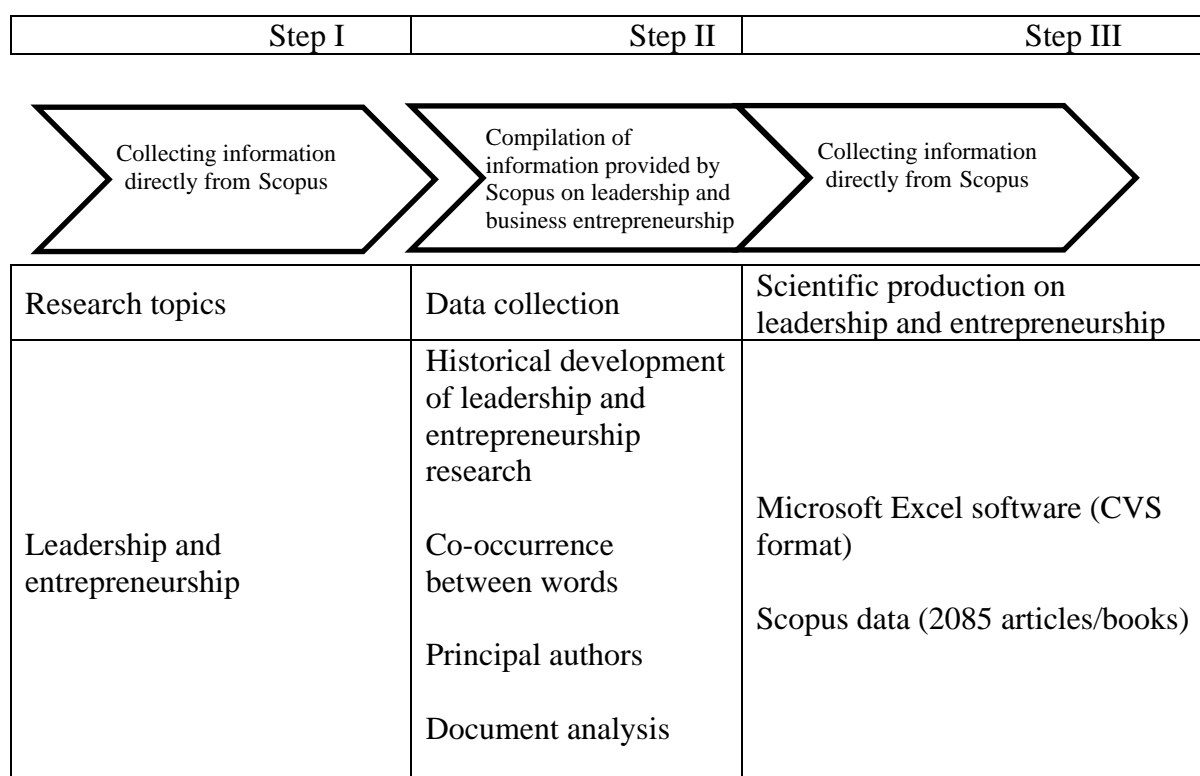 Step I
Step II
Step III
Collecting information
directly from Scopus
Compilation of
information provided by
Scopus on leadership and
business entrepreneurship
Collecting information
directly from Scopus
Research topics
Data collection
Scientific production on
leadership and entrepreneurship
Leadership and
entrepreneurship
Historical development
of leadership and
entrepreneurship
research
Co-occurrence
between words
Principal authors
Document analysis
Microsoft Excel software (CVS
format)
Scopus data (2085 articles/books)